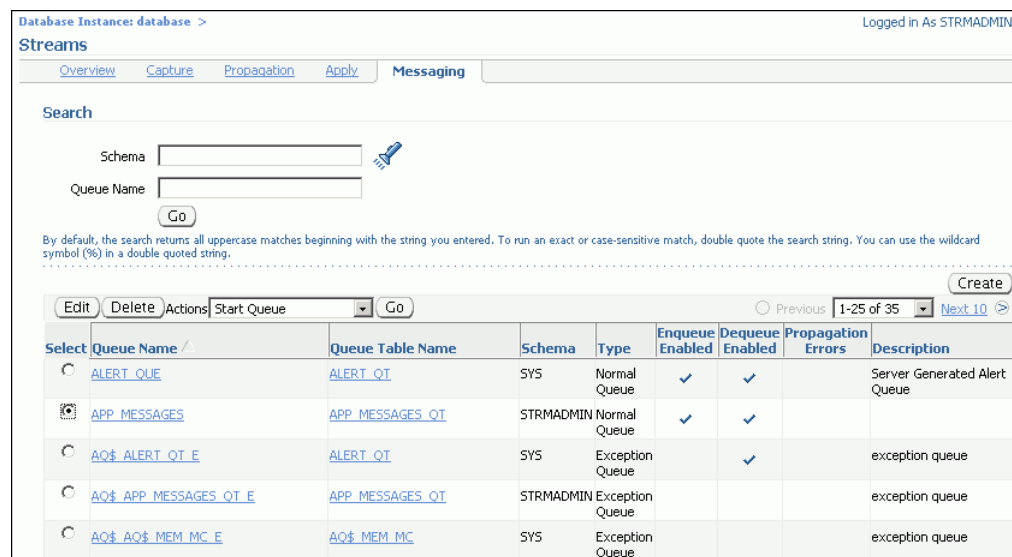 Database Instance: database >
Logged in As STRMADMIN
Streams
Overview Capture Propagation Apply Messaging
Search
Schema
Queue Name
Go
By default, the search returns all uppercase matches beginning with the string you entered. To run an exact or case-sensitive match, double quote the search string. You can use the wildcard
symbol (%) in a double quoted string.
Create
Edit Delete Actions Start Queue Go Previous 1-25 of 35 Next 10
Enqueue Dequeue Propagation
Select Queue Name Queue Table Name Schema Type Enabled Enabled Errors Description
ALERT_QUE ALERT_QT SYS Normal Server Generated Alert
Queue Queue
APP_MESSAGES APP_MESSAGES_QT STRMADMIN Normal
Queue
AQ$_ALERT_QT_E ALERT_QT SYS Exception exception queue
Queue
AQ$_APP_MESSAGES_QT_E APP_MESSAGES_QT STRMADMIN Exception exception queue
Queue
AQ$_AQ$_MEM_MC_E AQ$_MEM_MC SYS Exception exception queue
Queue